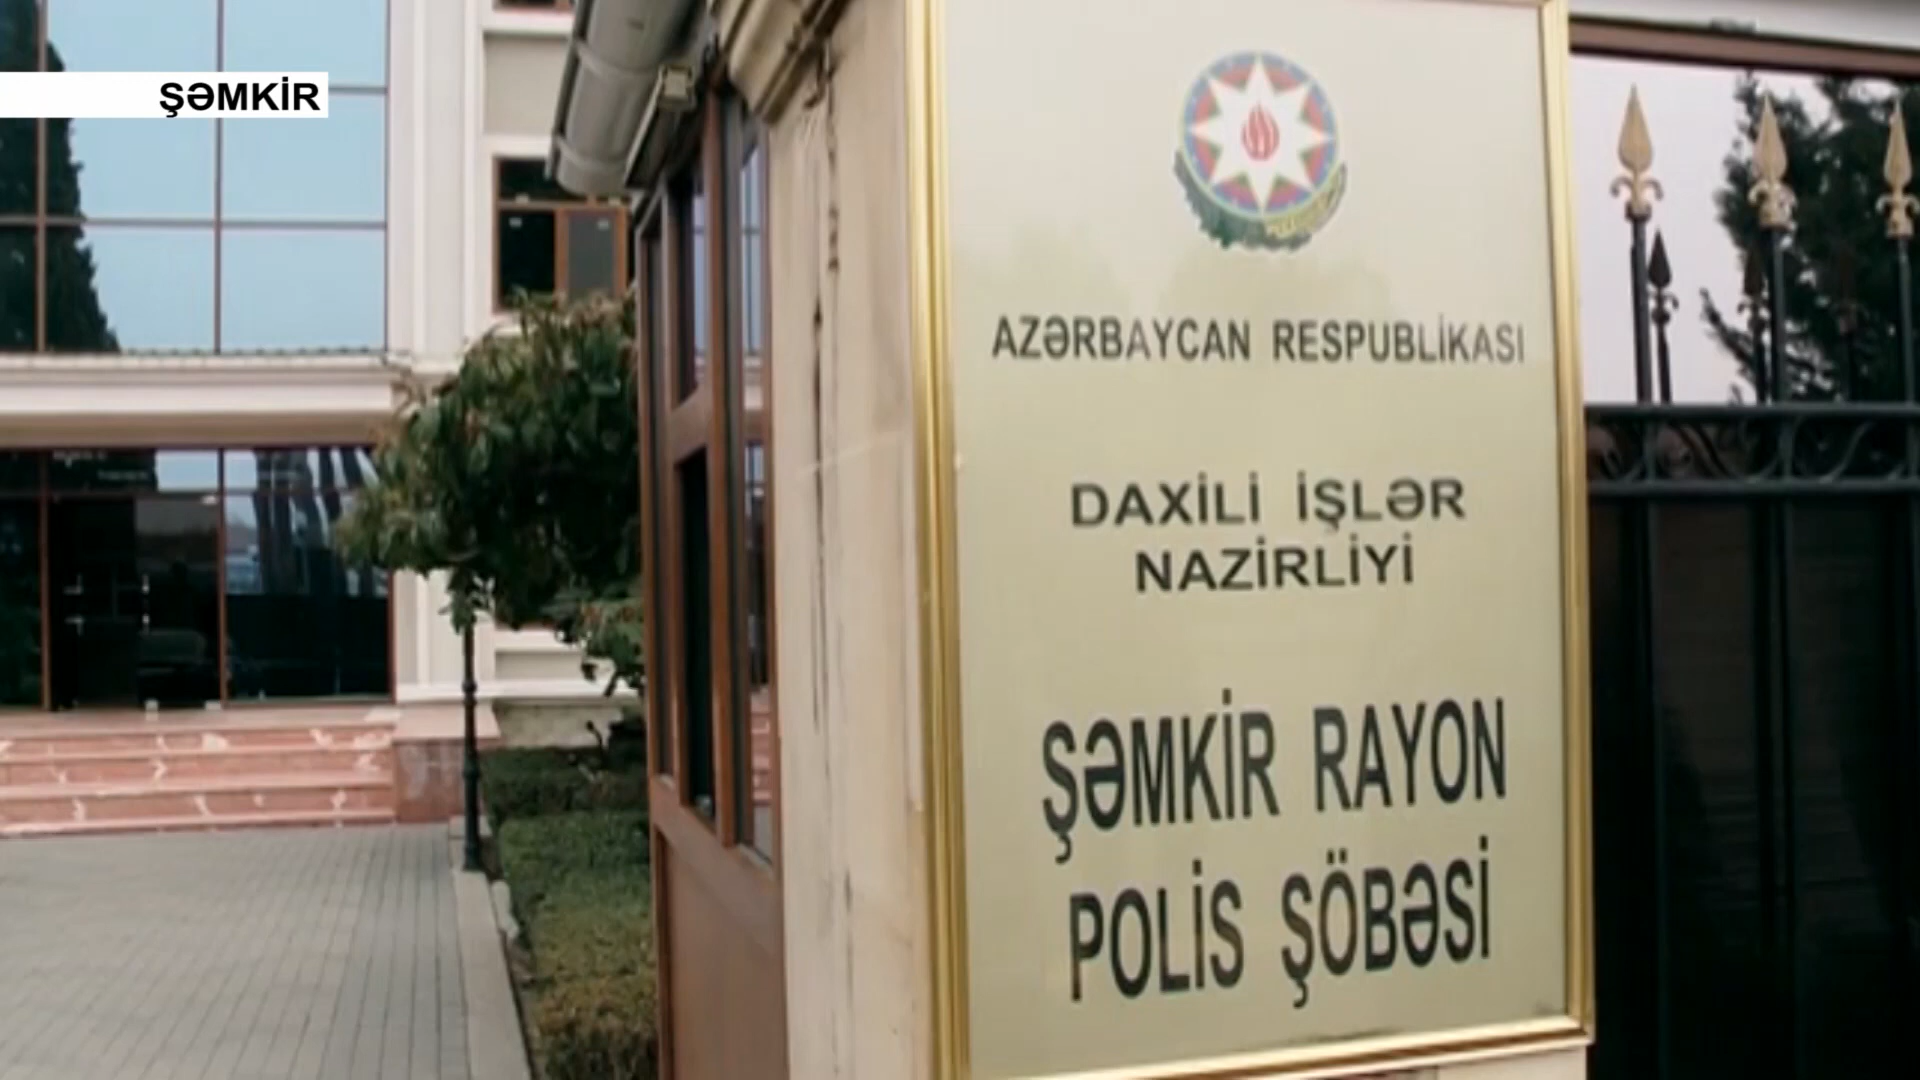 ŞƏMKİR
AZƏRBAYCAN RESPUBLİKASI
DAXİLİ İŞLƏR
NAZİRLİYİ
ŞƏMKİR RAYON
POLİS ŞÖBƏSİ